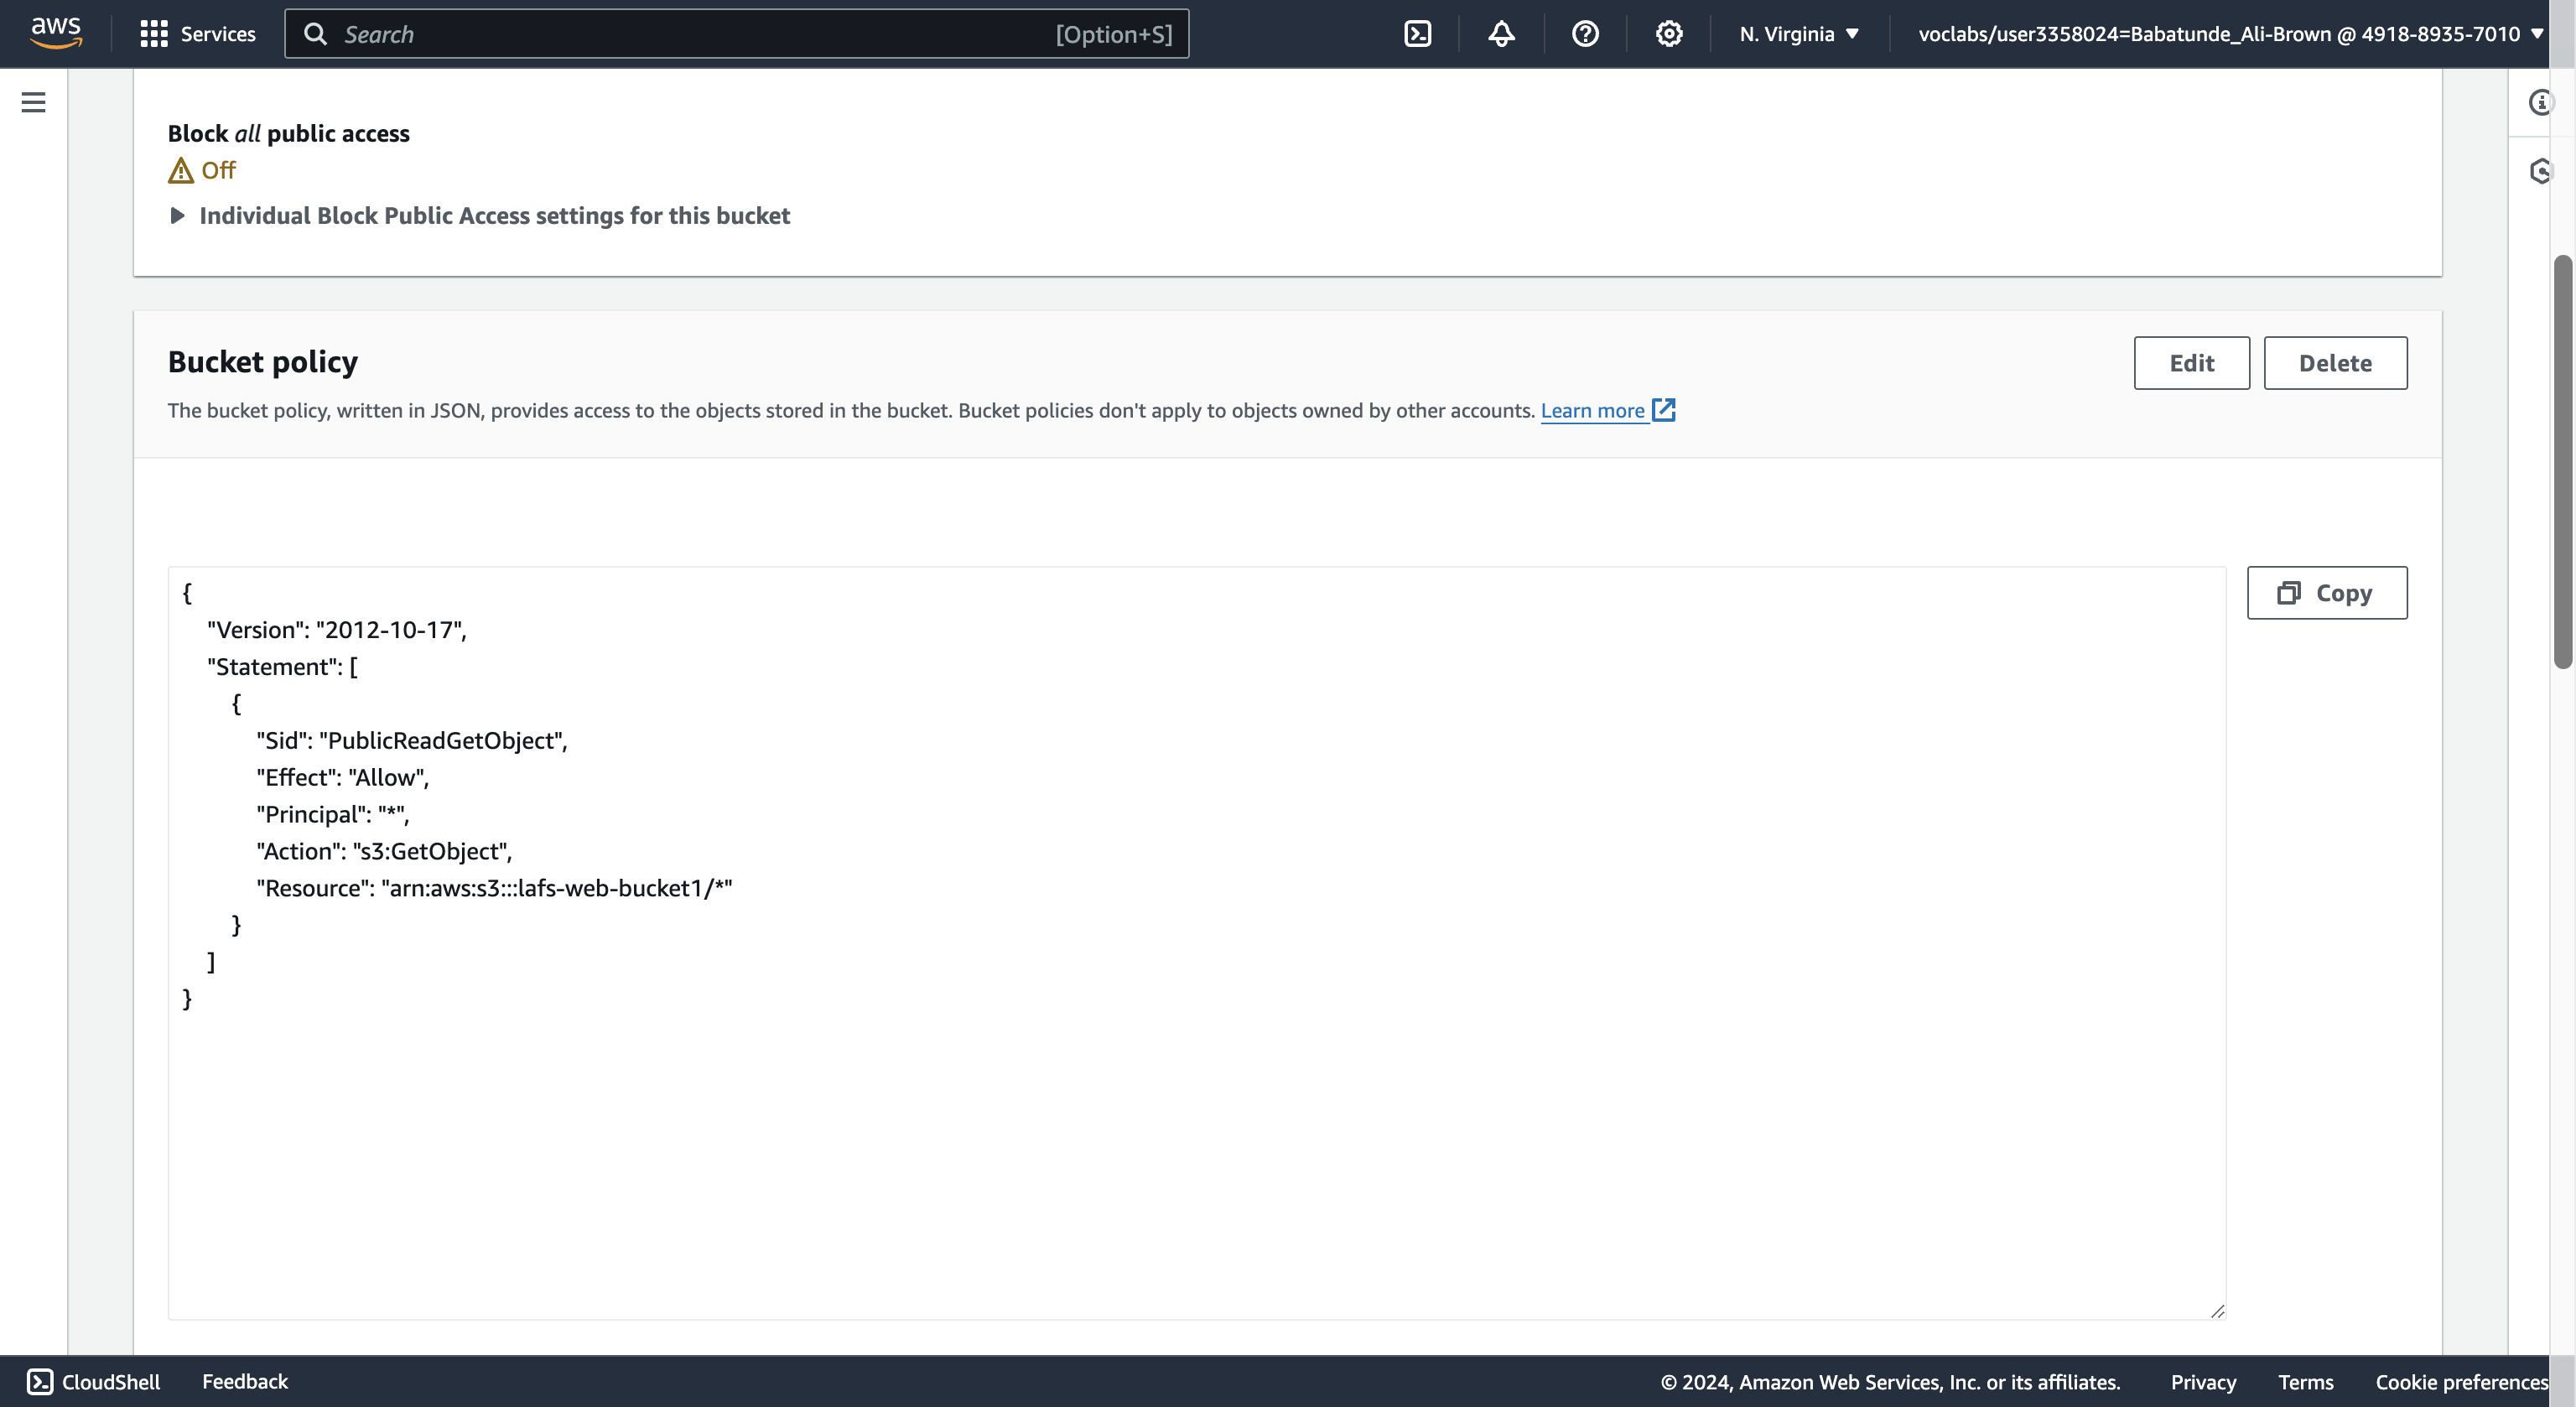 aws Services Search [Option+S] N. Virginia voclabs/user3358024=Babatunde_Ali-Brown @ 4918-8935-7010
Block all public access
Off
Individual Block Public Access settings for this bucket
Bucket policy
Edit Delete
The bucket policy, written in JSON, provides access to the objects stored in the bucket. Bucket policies don't apply to objects owned by other accounts. Learn more
Copy
{
"Version": "2012-10-17",
"Statement": [
{
"Sid": "PublicReadGetObject",
"Effect": "Allow",
"Principal": "*",
"Action": "s3:GetObject",
"Resource": "arn:aws:s3:::lafs-web-bucket1/*"
}
]
}
CloudShell Feedback © 2024, Amazon Web Services, Inc. or its affiliates. Privacy Terms Cookie preferences